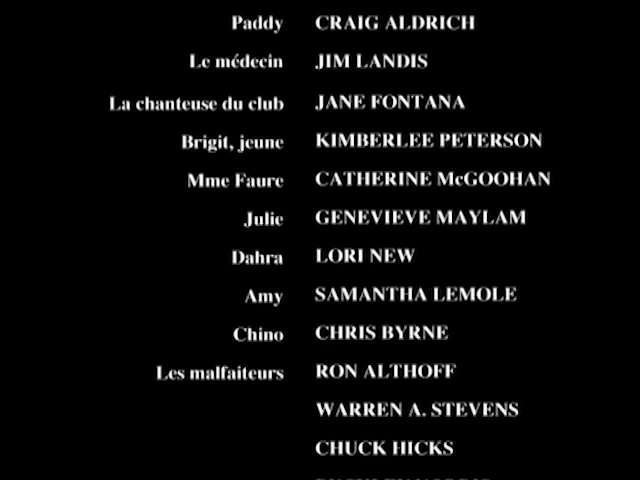 Paddy CRAIG ALDRICH
Le médecin JIM LANDIS
La chanteuse du club JANE FONTANA
Brigit, jeune KIMBERLEE PETERSON
Mme Faure CATHERINE McGOOHAN
Julie GENEVIEVE MAYLAM
Dahra LORI NEW
Amy SAMANTHA LEMOLE
Chino CHRIS BYRNE
Les malfaiteurs RON ALTHOFF
WARREN A. STEVENS
CHUCK HICKS